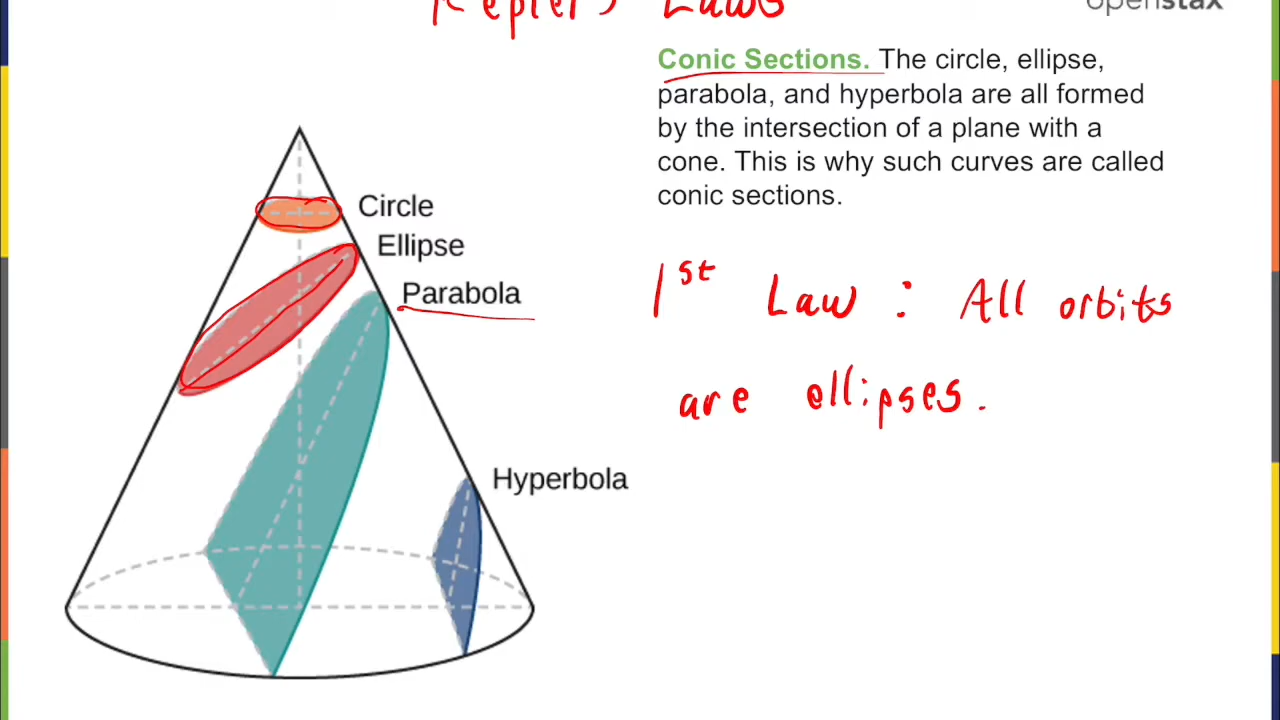 Kepler's Laws
openstax
Conic Sections. The circle, ellipse,
parabola, and hyperbola are all formed
by the intersection of a plane with a
cone. This is why such curves are called
conic sections.
Circle
Ellipse
Parabola
Hyperbola
1st Law : All orbits
are ellipses.